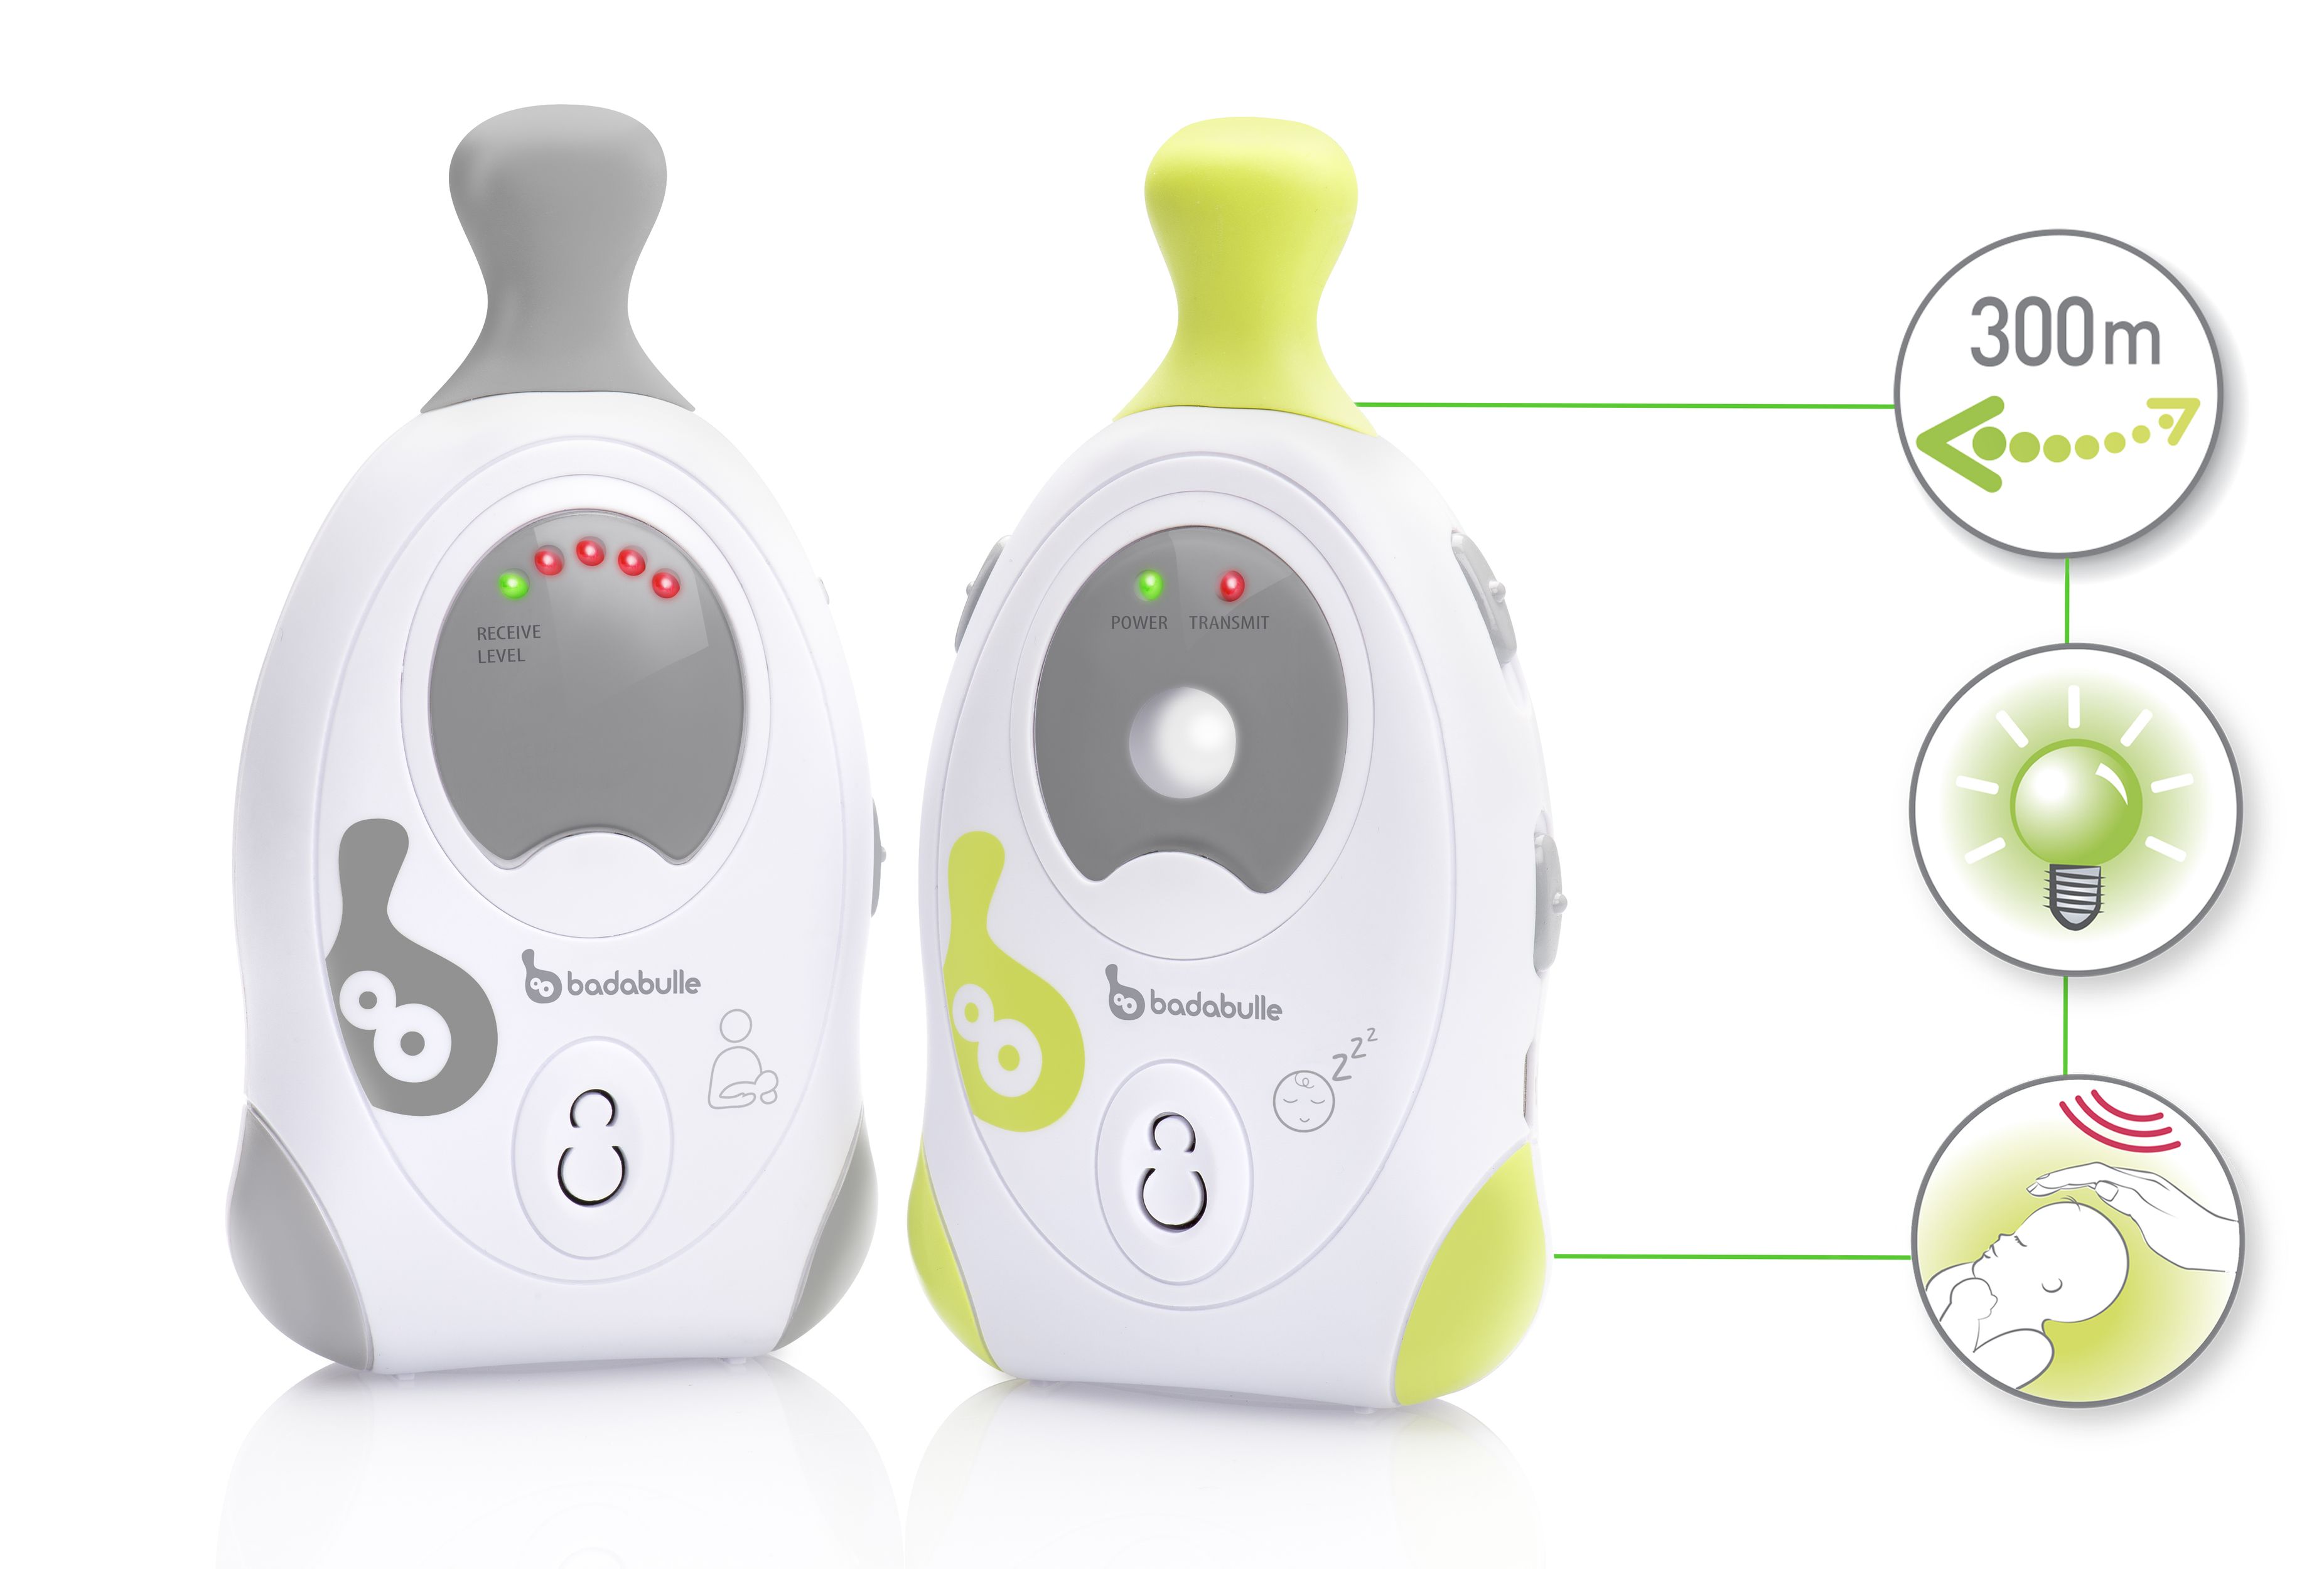 300m
RECEIVE
LEVEL
POWER TRANSMIT
badabulle
badabulle
z z z z